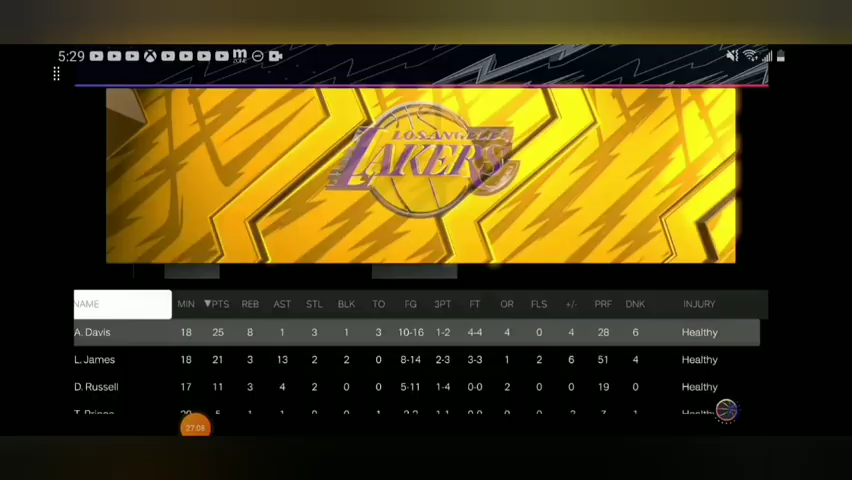 5:29 m ZONE
LOS ANGELES
LAKERS
NAME MIN ▼PTS REB AST STL BLK TO FG 3PT FT OR FLS +/- PRF DNK INJURY
A. Davis 18 25 8 1 3 1 3 10-16 1-2 4-4 4 0 4 28 6 Healthy
L. James 18 21 3 13 2 2 0 8-14 2-3 3-3 1 2 6 51 4 Healthy
D. Russell 17 11 3 4 2 0 0 5-11 1-4 0-0 2 0 0 19 0 Healthy
T. Prince
27:08